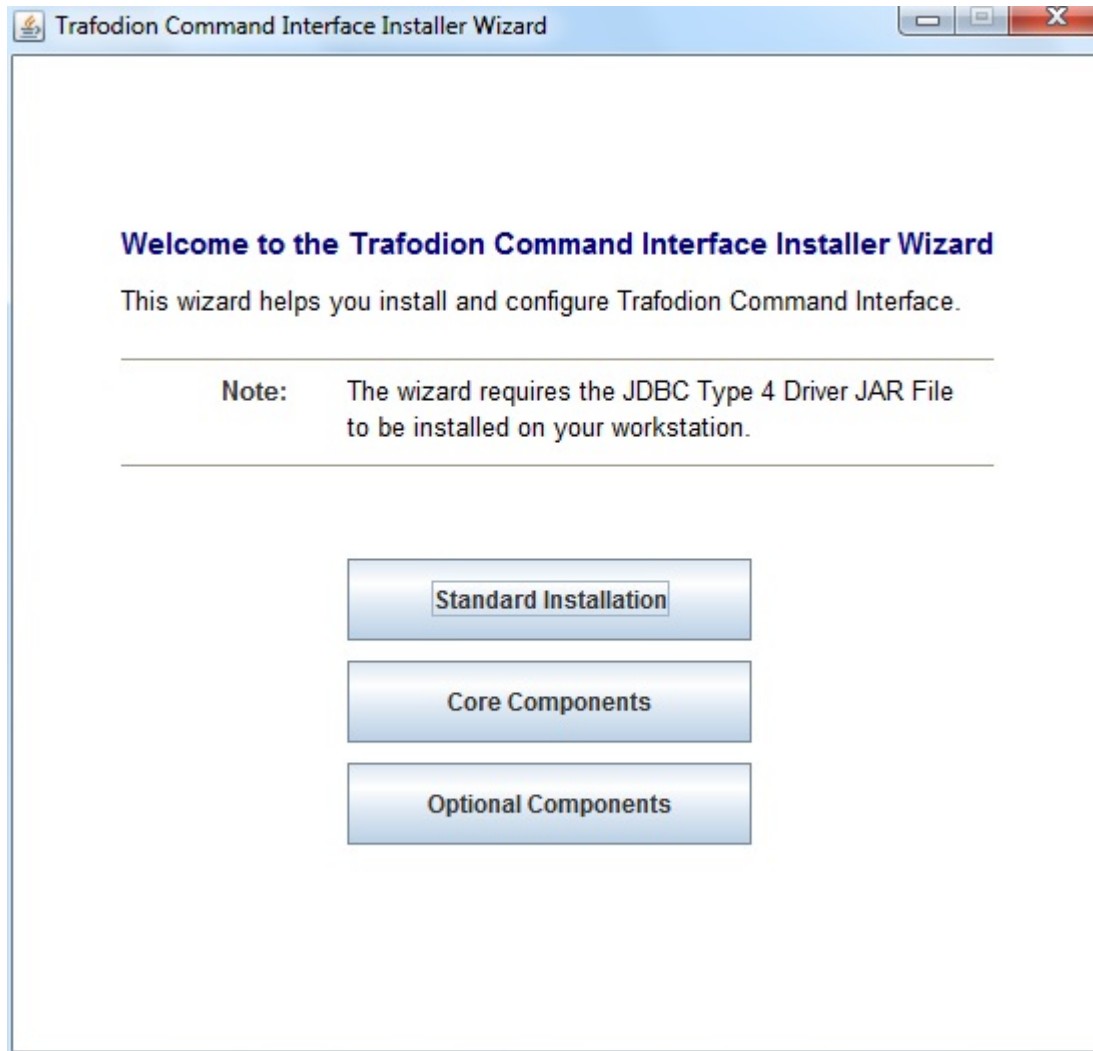 Trafodion Command Interface Installer Wizard
Welcome to the Trafodion Command Interface Installer Wizard
This wizard helps you install and configure Trafodion Command Interface.
Note: The wizard requires the JDBC Type 4 Driver JAR File
to be installed on your workstation.
Standard Installation
Core Components
Optional Components